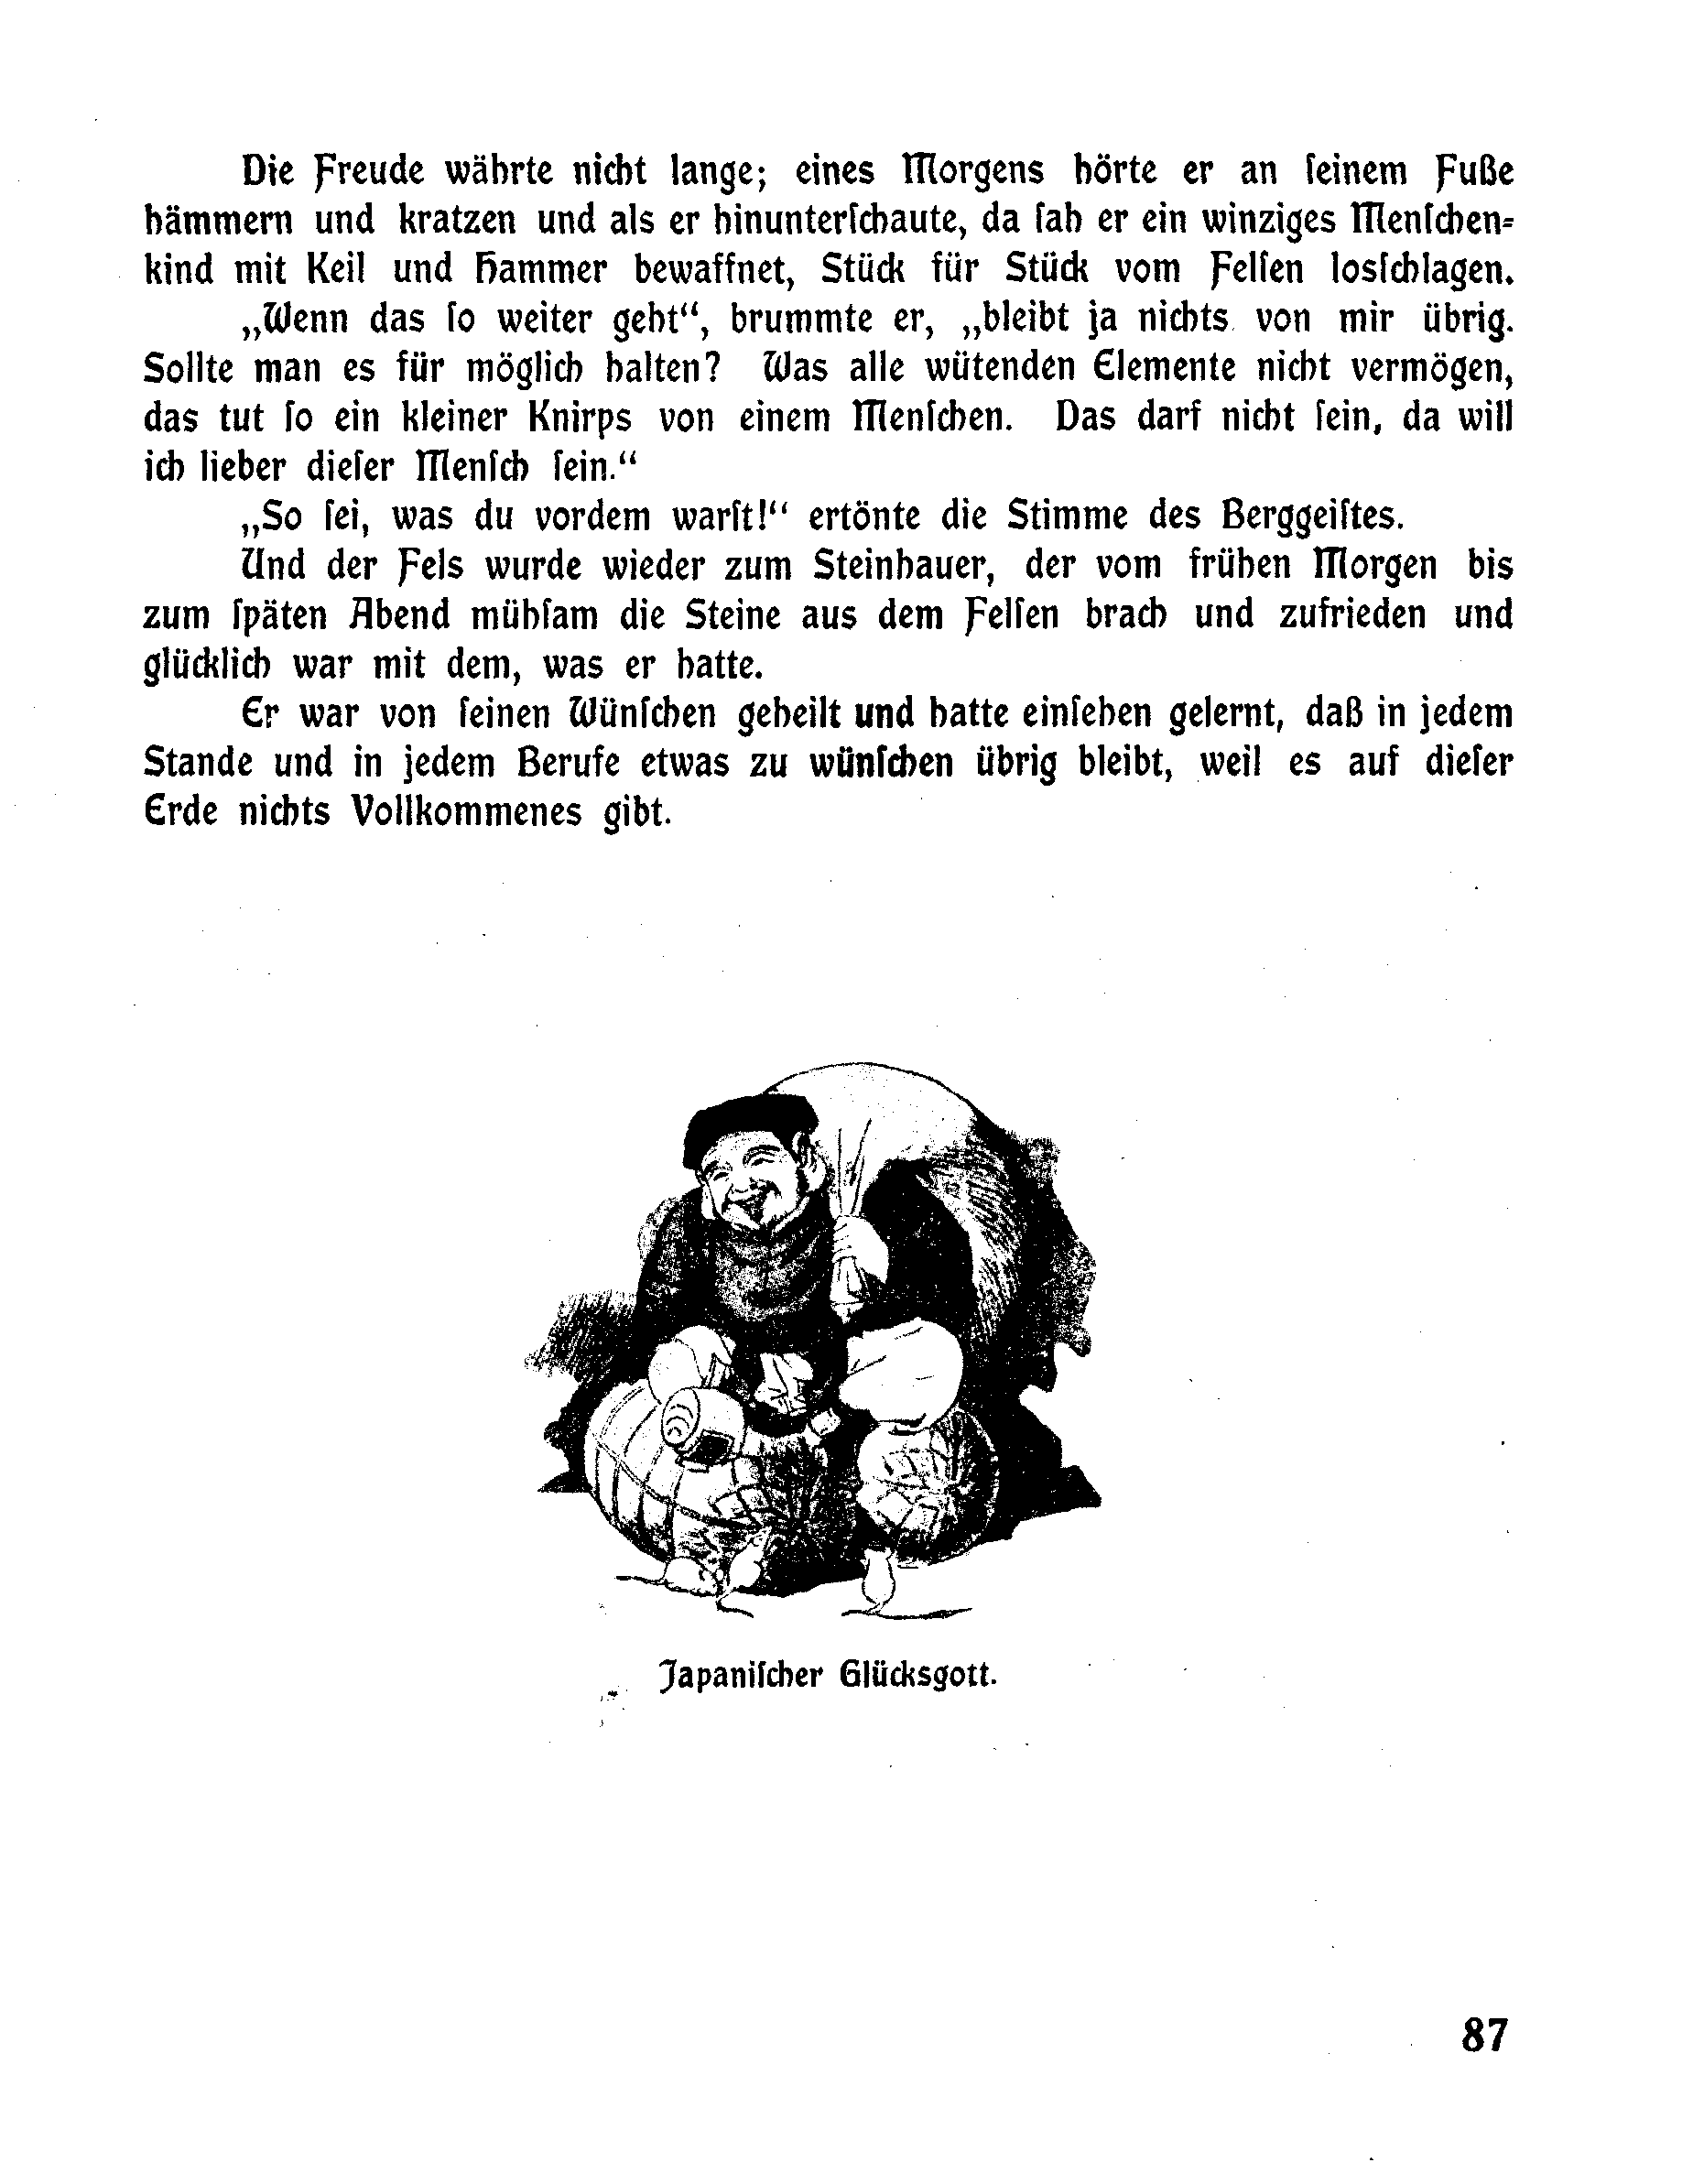 Die Freude währte nicht lange; eines Morgens hörte er an ſeinem Fuße
hämmern und kratzen und als er hinunterſchaute, da ſah er ein winziges Menſchen-
kind mit Keil und Hammer bewaffnet, Stück für Stück vom Felſen losſchlagen.
„Wenn das ſo weiter geht“, brummte er, „bleibt ja nichts von mir übrig.
Sollte man es für möglich halten? Was alle wütenden Elemente nicht vermögen,
das tut ſo ein kleiner Knirps von einem Menſchen. Das darf nicht ſein, da will
ich lieber dieſer Menſch ſein.“
„So ſei, was du vordem warſt!“ ertönte die Stimme des Berggeiſtes.
Und der Fels wurde wieder zum Steinhauer, der vom frühen Morgen bis
zum ſpäten Abend mühſam die Steine aus dem Felſen brach und zufrieden und
glücklich war mit dem, was er hatte.
Er war von ſeinen Wünſchen geheilt und hatte einſehen gelernt, daß in jedem
Stande und in jedem Berufe etwas zu wünſchen übrig bleibt, weil es auf dieſer
Erde nichts Vollkommenes gibt.
Japaniſcher Glücksgott.
87